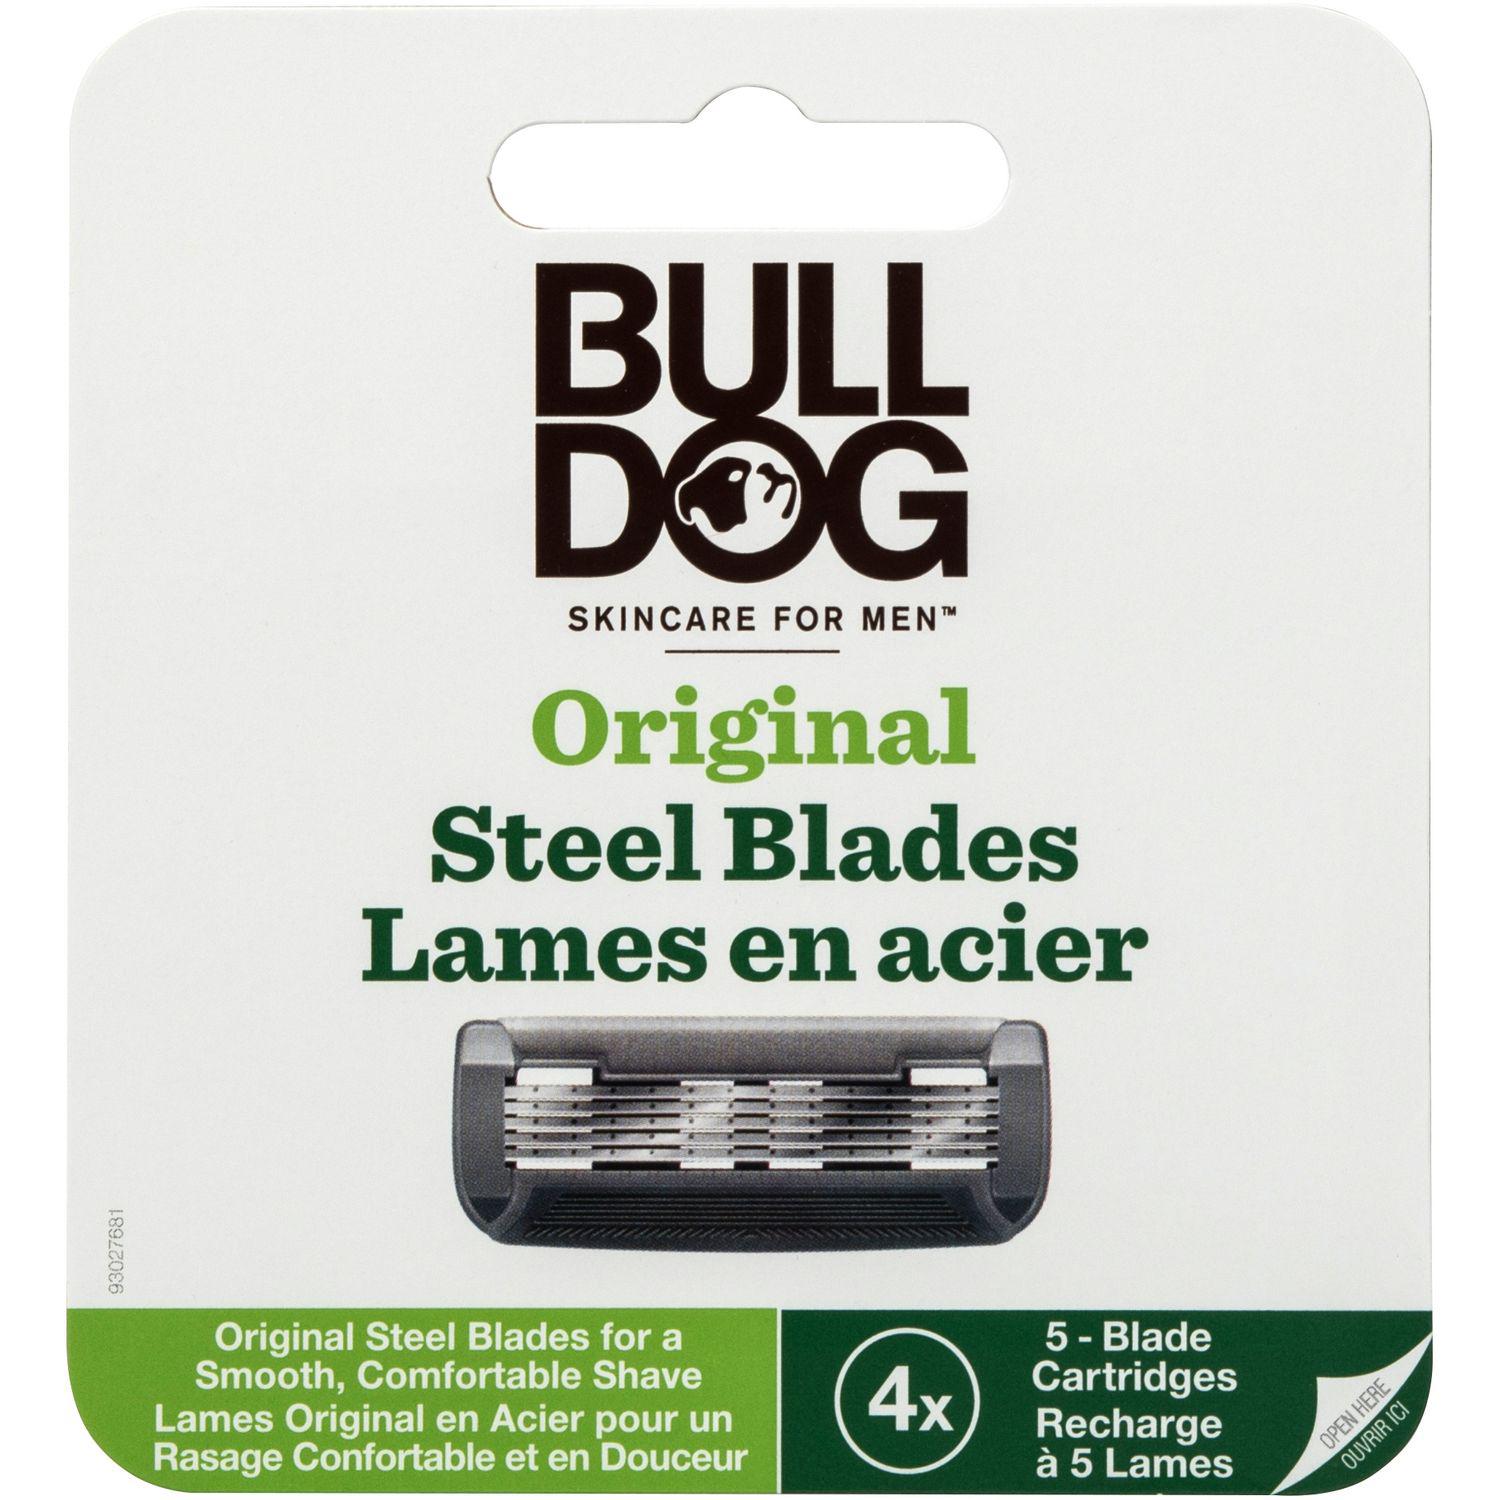 BULL
DOG
SKINCARE FOR MEN™
Original
Steel Blades
Lames en acier
93027681
Original Steel Blades for a
Smooth, Comfortable Shave
Lames Original en Acier pour un
Rasage Confortable et en Douceur
4x
5 - Blade
Cartridges
Recharge
à 5 Lames
OPEN HERE
OUVRIR ICI